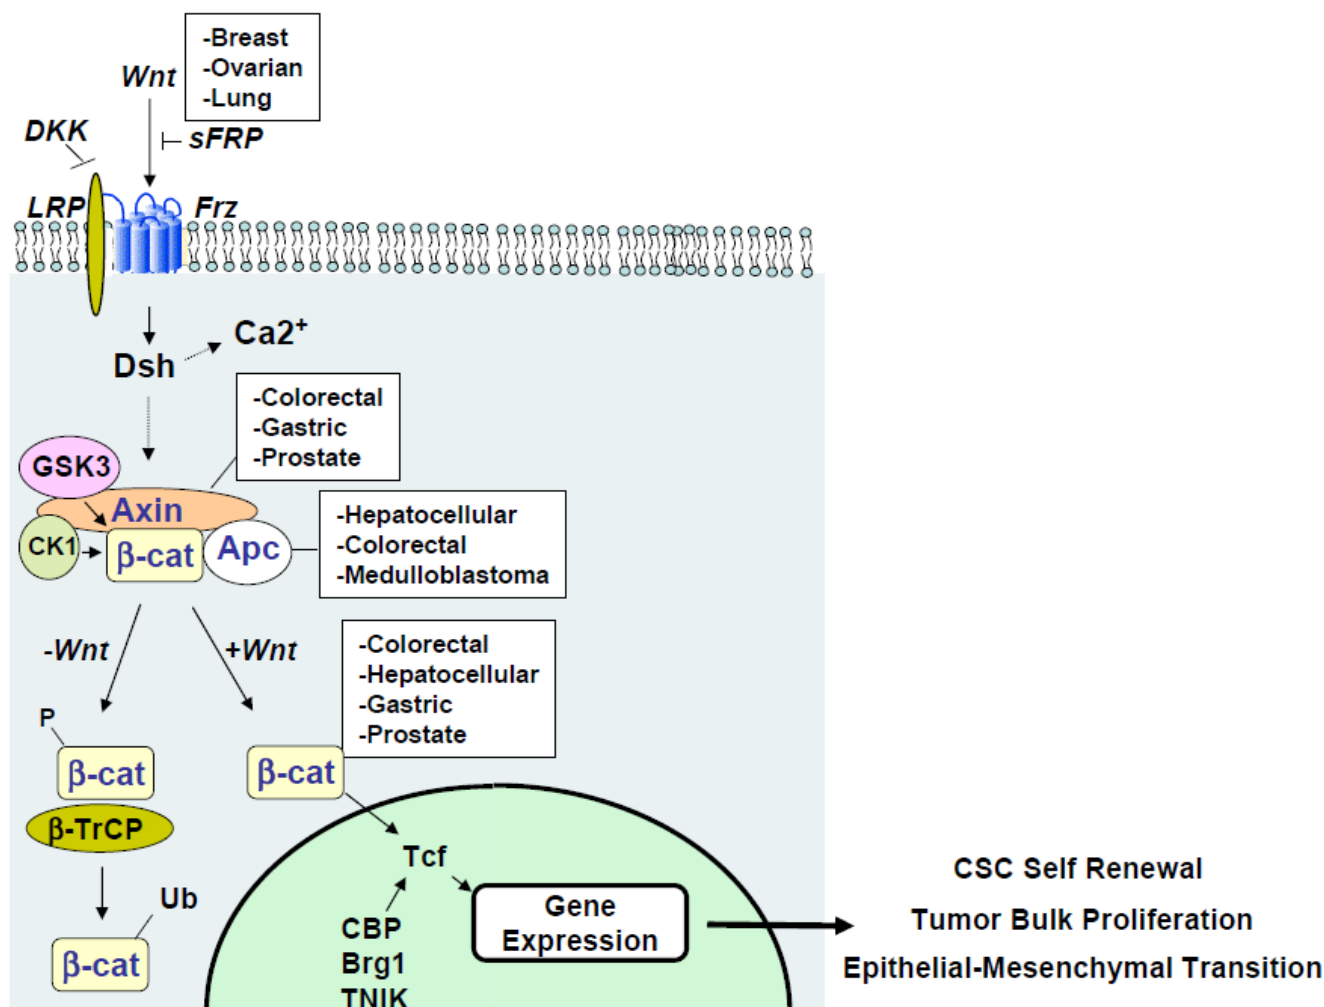 -Breast
-Ovarian
-Lung
Wnt
DKK
sFRP
LRP
Frz
Ca2⁺
Dsh
-Colorectal
-Gastric
-Prostate
GSK3
Axin
CK1
β-cat
Apc
-Hepatocellular
-Colorectal
-Medulloblastoma
-Wnt
+Wnt
-Colorectal
-Hepatocellular
-Gastric
-Prostate
P
β-cat
β-cat
β-TrCP
Tcf
Ub
β-cat
CBP
Brg1
TNIK
Gene
Expression
CSC Self Renewal
Tumor Bulk Proliferation
Epithelial-Mesenchymal Transition